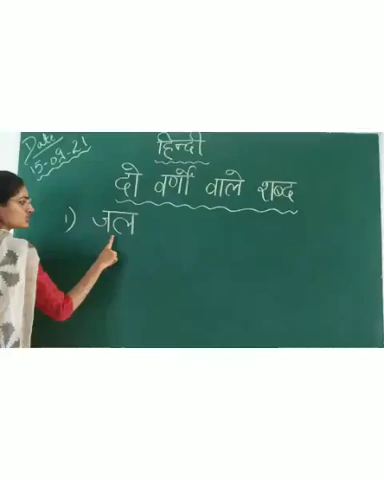 Date
15-09-21
हिन्दी
दो वर्णों वाले शब्द
1) जल